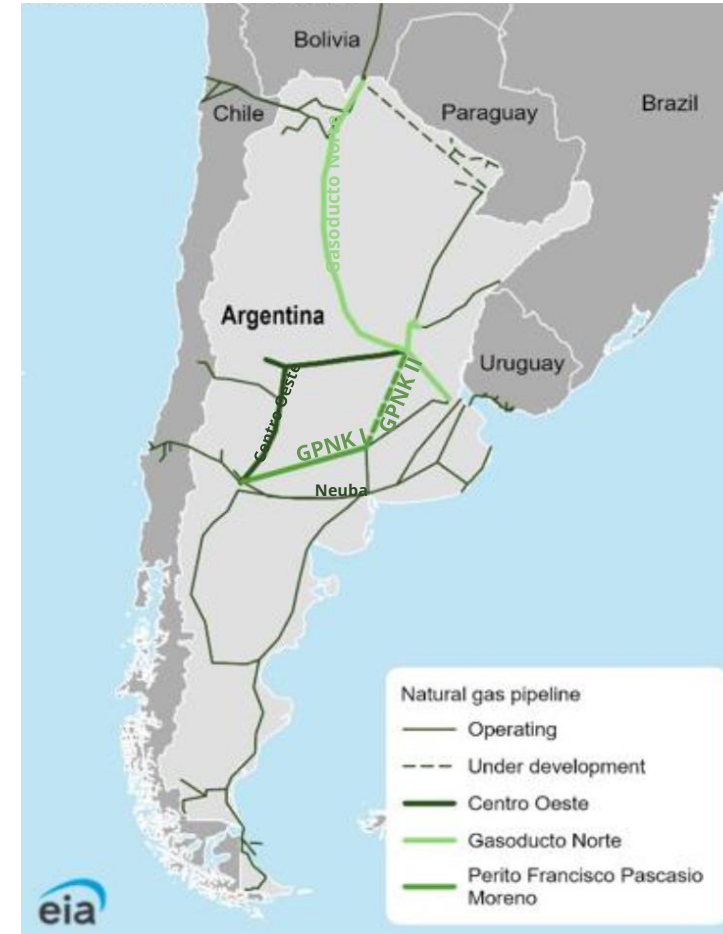 Bolivia
Paraguay
Brazil
Chile
Gasoducto Norte
Argentina
Uruguay
Centro Oeste
GPNK II
GPNK I
Neuba
Natural gas pipeline
Operating
Under development
Centro Oeste
Gasoducto Norte
Perito Francisco Pascasio
Moreno
eia